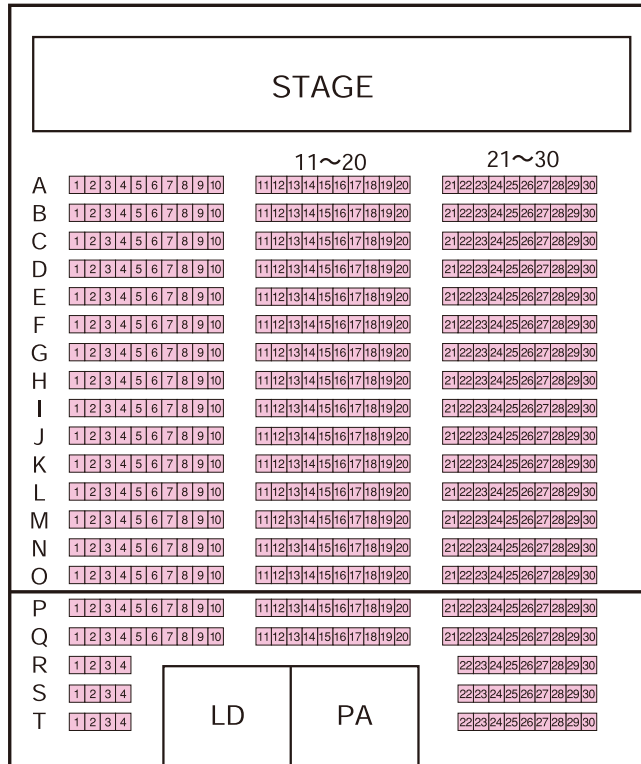 STAGE
11〜20 21〜30
A 1 2 3 4 5 6 7 8 9 10 11 12 13 14 15 16 17 18 19 20 21 22 23 24 25 26 27 28 29 30
B 1 2 3 4 5 6 7 8 9 10 11 12 13 14 15 16 17 18 19 20 21 22 23 24 25 26 27 28 29 30
C 1 2 3 4 5 6 7 8 9 10 11 12 13 14 15 16 17 18 19 20 21 22 23 24 25 26 27 28 29 30
D 1 2 3 4 5 6 7 8 9 10 11 12 13 14 15 16 17 18 19 20 21 22 23 24 25 26 27 28 29 30
E 1 2 3 4 5 6 7 8 9 10 11 12 13 14 15 16 17 18 19 20 21 22 23 24 25 26 27 28 29 30
F 1 2 3 4 5 6 7 8 9 10 11 12 13 14 15 16 17 18 19 20 21 22 23 24 25 26 27 28 29 30
G 1 2 3 4 5 6 7 8 9 10 11 12 13 14 15 16 17 18 19 20 21 22 23 24 25 26 27 28 29 30
H 1 2 3 4 5 6 7 8 9 10 11 12 13 14 15 16 17 18 19 20 21 22 23 24 25 26 27 28 29 30
I 1 2 3 4 5 6 7 8 9 10 11 12 13 14 15 16 17 18 19 20 21 22 23 24 25 26 27 28 29 30
J 1 2 3 4 5 6 7 8 9 10 11 12 13 14 15 16 17 18 19 20 21 22 23 24 25 26 27 28 29 30
K 1 2 3 4 5 6 7 8 9 10 11 12 13 14 15 16 17 18 19 20 21 22 23 24 25 26 27 28 29 30
L 1 2 3 4 5 6 7 8 9 10 11 12 13 14 15 16 17 18 19 20 21 22 23 24 25 26 27 28 29 30
M 1 2 3 4 5 6 7 8 9 10 11 12 13 14 15 16 17 18 19 20 21 22 23 24 25 26 27 28 29 30
N 1 2 3 4 5 6 7 8 9 10 11 12 13 14 15 16 17 18 19 20 21 22 23 24 25 26 27 28 29 30
O 1 2 3 4 5 6 7 8 9 10 11 12 13 14 15 16 17 18 19 20 21 22 23 24 25 26 27 28 29 30
P 1 2 3 4 5 6 7 8 9 10 11 12 13 14 15 16 17 18 19 20 21 22 23 24 25 26 27 28 29 30
Q 1 2 3 4 5 6 7 8 9 10 11 12 13 14 15 16 17 18 19 20 21 22 23 24 25 26 27 28 29 30
R 1 2 3 4 22 23 24 25 26 27 28 29 30
S 1 2 3 4 22 23 24 25 26 27 28 29 30
T 1 2 3 4 LD PA 22 23 24 25 26 27 28 29 30